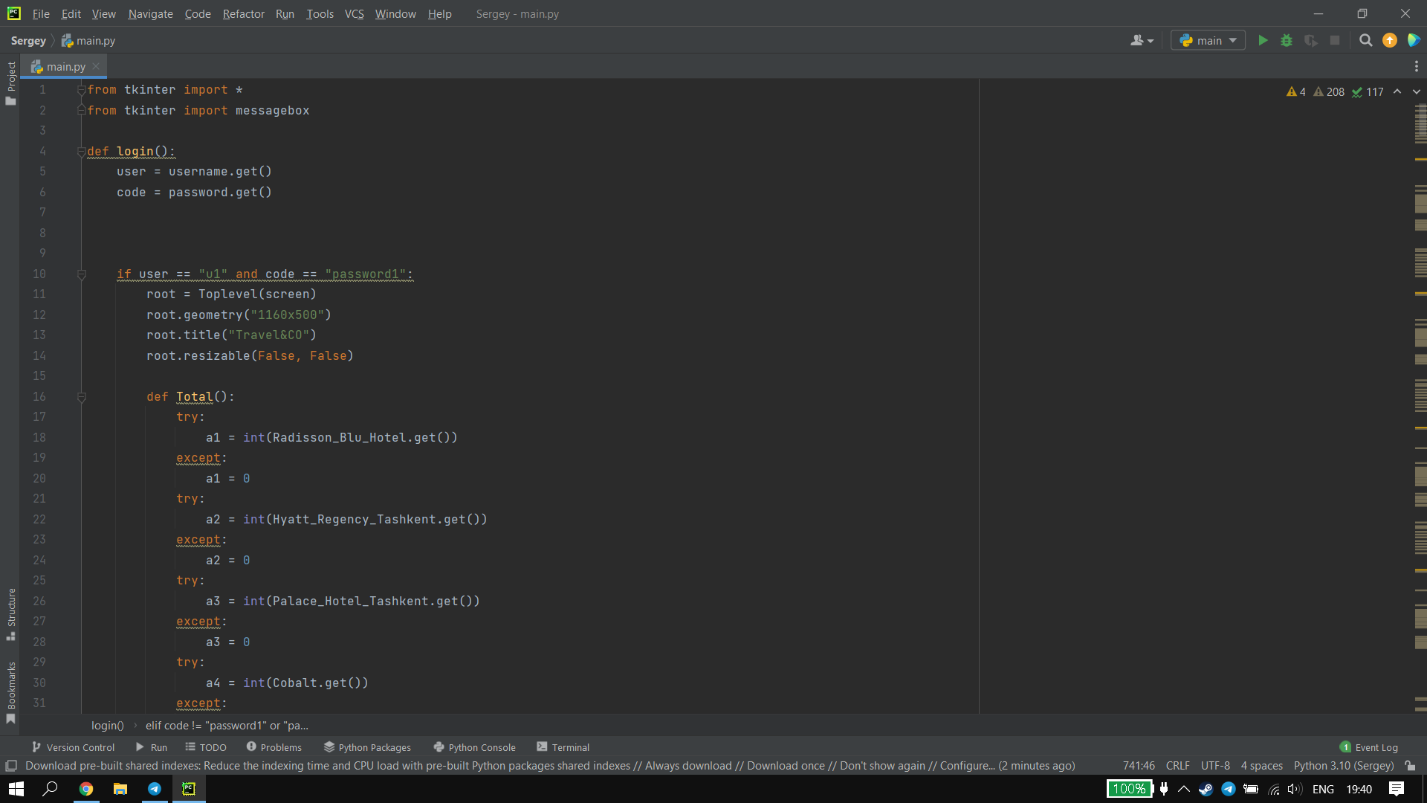 File Edit View Navigate Code Refactor Run Tools VCS Window Help Sergey - main.py
Sergey main.py main
Project
main.py
4 208 117
1 from tkinter import *
2 from tkinter import messagebox
3
4 def login():
5 user = username.get()
6 code = password.get()
7
8
9
10 if user == "u1" and code == "password1":
11 root = Toplevel(screen)
12 root.geometry("1160x500")
13 root.title("Travel&CO")
14 root.resizable(False, False)
15
16 def Total():
17 try:
18 a1 = int(Radisson_Blu_Hotel.get())
19 except:
20 a1 = 0
21 try:
22 a2 = int(Hyatt_Regency_Tashkent.get())
23 except:
24 a2 = 0
25 try:
26 a3 = int(Palace_Hotel_Tashkent.get())
27 except:
28 a3 = 0
29 try:
30 a4 = int(Cobalt.get())
31 except:
Structure
Bookmarks
login() elif code != "password1" or "pa...
Version Control Run TODO Problems Python Packages Python Console Terminal 1 Event Log
Download pre-built shared indexes: Reduce the indexing time and CPU load with pre-built Python packages shared indexes // Always download // Download once // Don't show again // Configure... (2 minutes ago) 741:46 CRLF UTF-8 4 spaces Python 3.10 (Sergey)
100% ENG 19:40